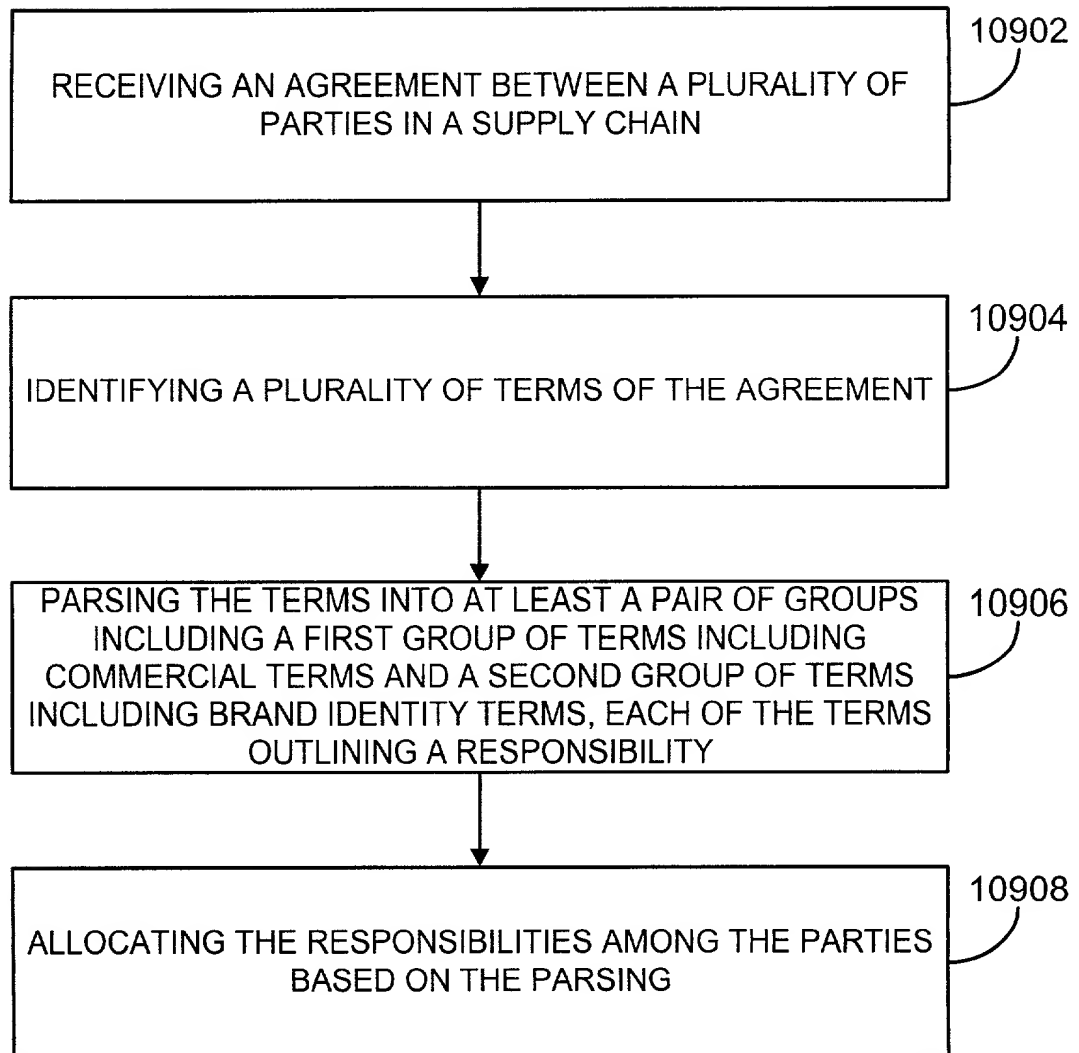 10902
RECEIVING AN AGREEMENT BETWEEN A PLURALITY OF
PARTIES IN A SUPPLY CHAIN
10904
IDENTIFYING A PLURALITY OF TERMS OF THE AGREEMENT
10906
PARSING THE TERMS INTO AT LEAST A PAIR OF GROUPS
INCLUDING A FIRST GROUP OF TERMS INCLUDING
COMMERCIAL TERMS AND A SECOND GROUP OF TERMS
INCLUDING BRAND IDENTITY TERMS, EACH OF THE TERMS
OUTLINING A RESPONSIBILITY
10908
ALLOCATING THE RESPONSIBILITIES AMONG THE PARTIES
BASED ON THE PARSING